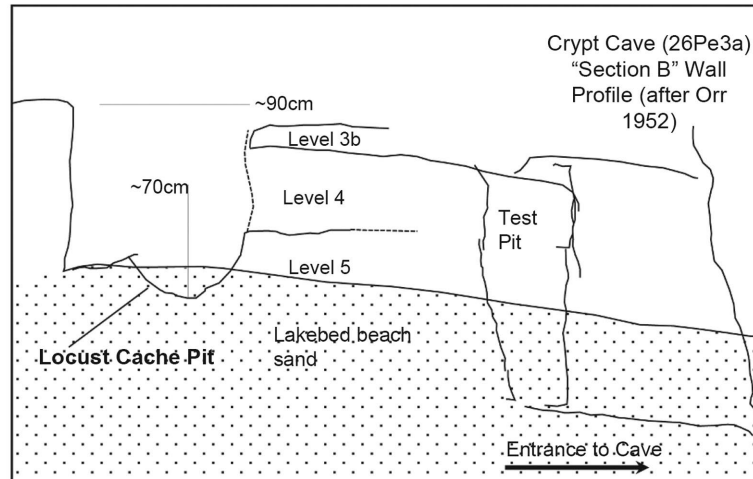 Crypt Cave (26Pe3a)
“Section B” Wall
Profile (after Orr
1952)
~90cm
Level 3b
~70cm
Level 4
Test
Pit
Level 5
Locust Cache Pit
Lakebed beach
sand
Entrance to Cave